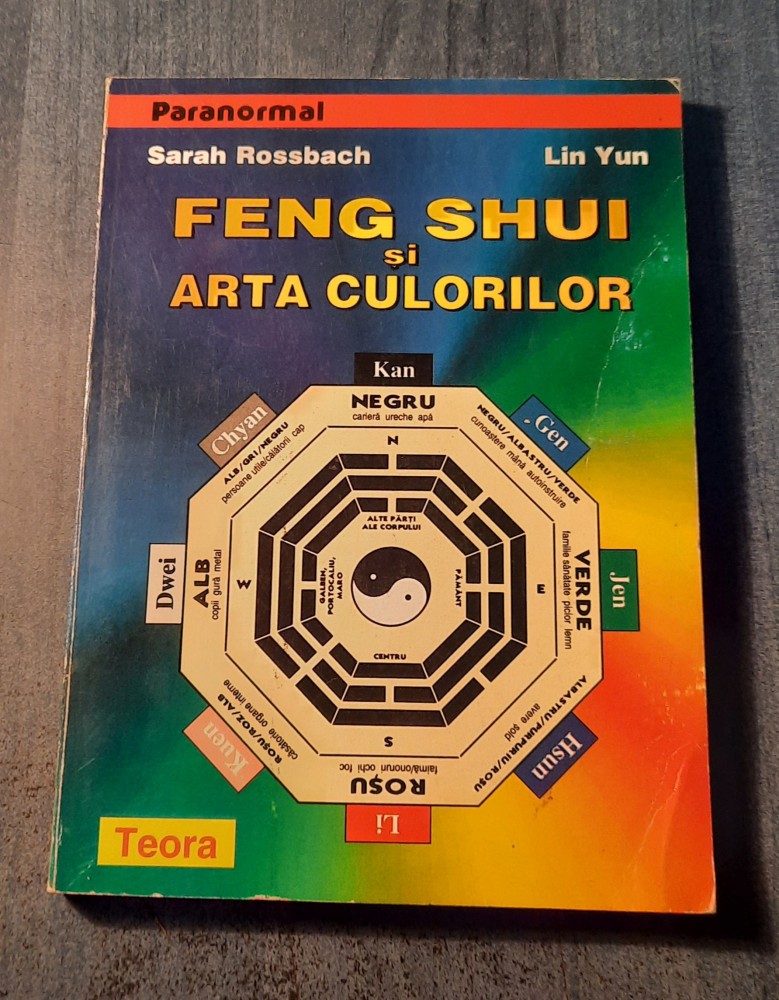 Paranormal
Sarah Rossbach Lin Yun
FENG SHUI
și
ARTA CULORILOR
Kan
NEGRU
carieră ureche apă
Gen
NEGRU/ALBASTRU/VERDE
cunoaștere mână autoinstruire
Jen
VERDE
familie sănătate picior lemn
Hsun
ALBASTRU/PURPURIU/ROȘU
avere șold
Li
ROȘU
faimă/onoruri ochi foc
Kuen
ROȘU/ROZ/ALB
căsătorie organe interne
Dwei
ALB
copii gură metal
Chyan
ALB/GRI/NEGRU
persoane utile/călătorii cap
N
E
S
W
ALTE PĂRȚI
ALE CORPULUI
PĂMÂNT
CENTRU
GALBEN,
PORTOCALIU,
MARO
Teora